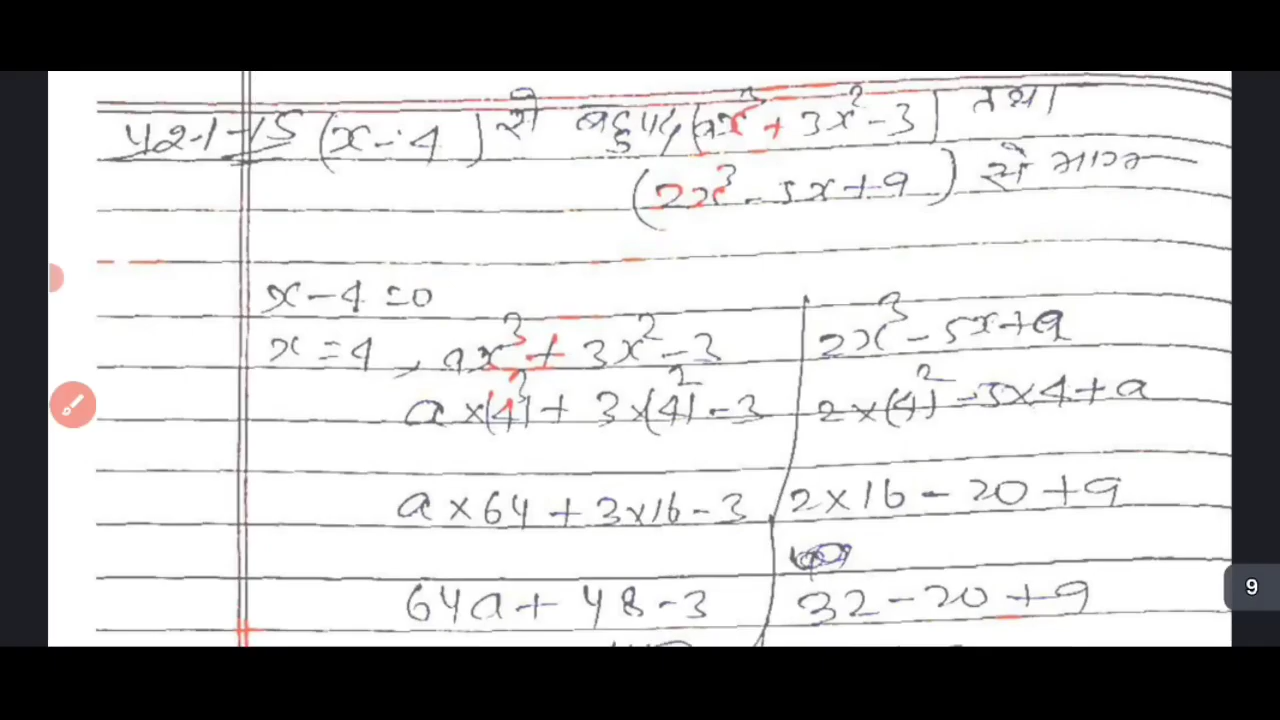 प्रश्न-15 (x-4) से बहुपद (ax³ + 3x² - 3) तथा
(2x³ - 5x + a) से भाग
x - 4 = 0
x = 4, ax³ + 3x² - 3
2x³ - 5x + a
a × (4)³ + 3 × (4)² - 3
2 × (4)² - 5 × 4 + a
a × 64 + 3 × 16 - 3
2 × 16 - 20 + 9
64a + 48 - 3
32 - 20 + 9
9